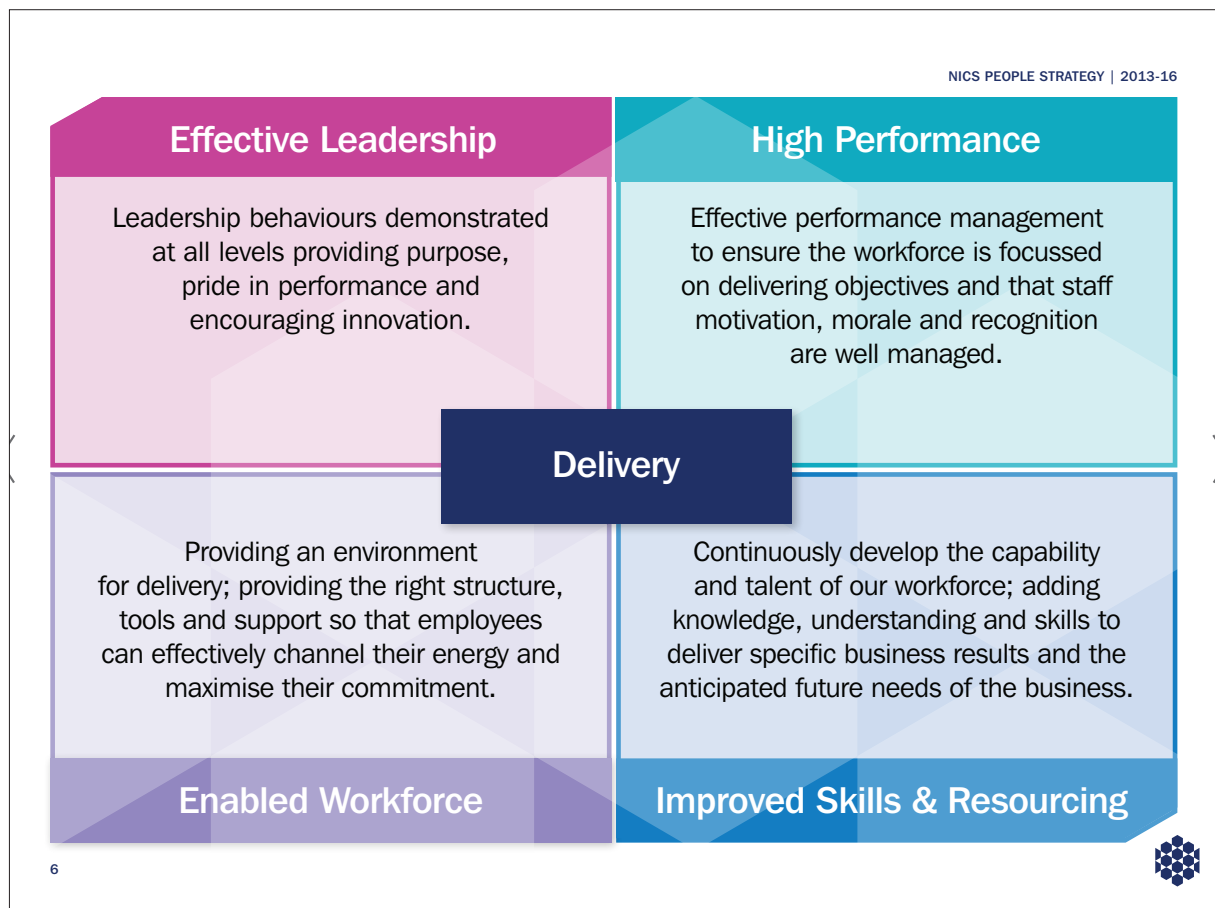 NICS PEOPLE STRATEGY | 2013-16
Effective Leadership
Leadership behaviours demonstrated
at all levels providing purpose,
pride in performance and
encouraging innovation.
High Performance
Effective performance management
to ensure the workforce is focussed
on delivering objectives and that staff
motivation, morale and recognition
are well managed.
Delivery
Providing an environment
for delivery; providing the right structure,
tools and support so that employees
can effectively channel their energy and
maximise their commitment.
Enabled Workforce
Continuously develop the capability
and talent of our workforce; adding
knowledge, understanding and skills to
deliver specific business results and the
anticipated future needs of the business.
Improved Skills & Resourcing
6